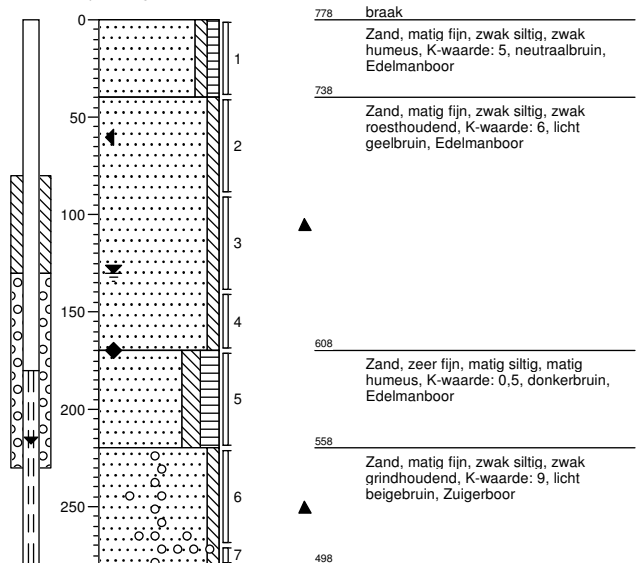 0
50
100
150
200
250
1
2
3
4
5
6
7
778
braak
Zand, matig fijn, zwak siltig, zwak
humeus, K-waarde: 5, neutraalbruin,
Edelmanboor
738
Zand, matig fijn, zwak siltig, zwak
roesthoudend, K-waarde: 6, licht
geelbruin, Edelmanboor
608
Zand, zeer fijn, matig siltig, matig
humeus, K-waarde: 0,5, donkerbruin,
Edelmanboor
558
Zand, matig fijn, zwak siltig, zwak
grindhoudend, K-waarde: 9, licht
beigebruin, Zuigerboor
498